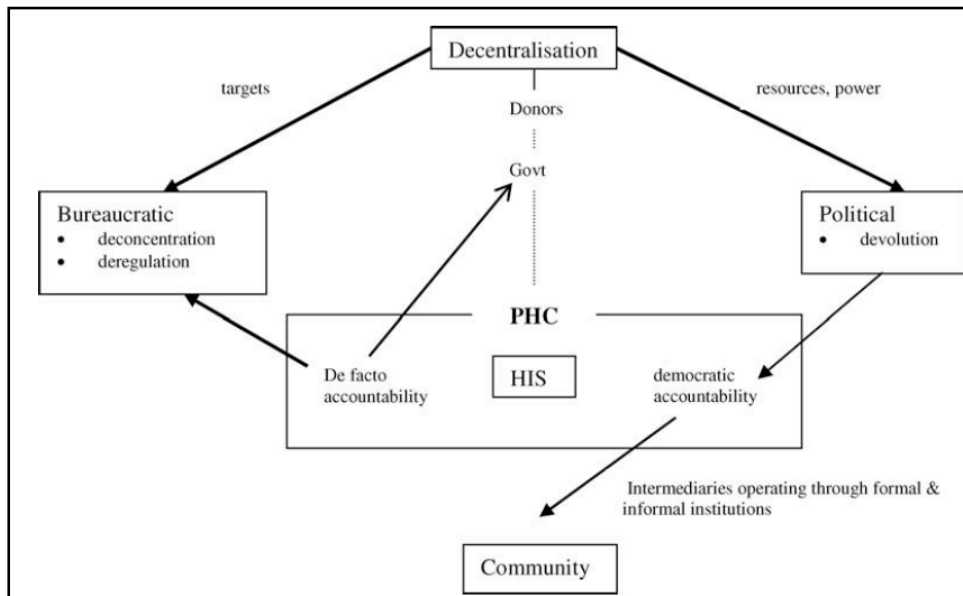 Decentralisation
targets
resources, power
Donors
Govt
Bureaucratic
• deconcentration
• deregulation
Political
• devolution
PHC
HIS
De facto
accountability
democratic
accountability
Intermediaries operating through formal &
informal institutions
Community